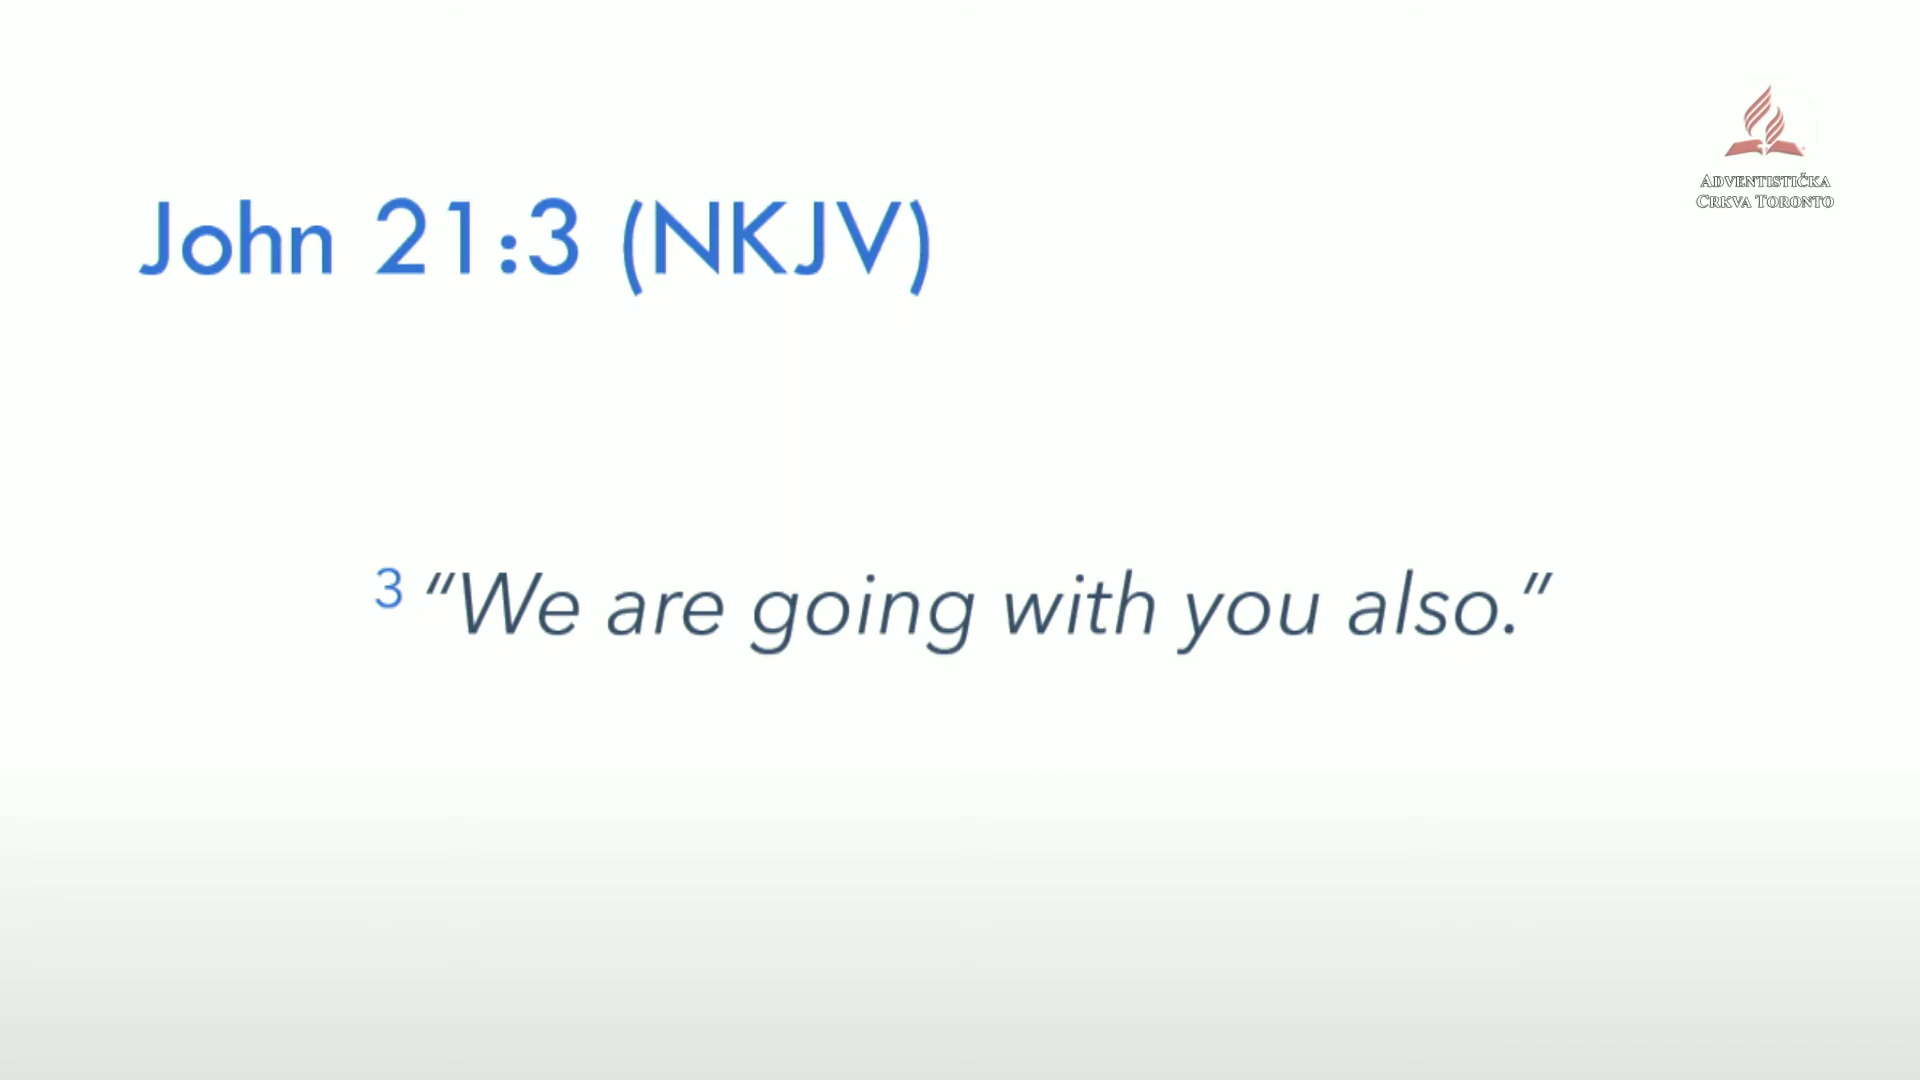 John 21:3 (NKJV)
3 “We are going with you also.”
ADVENTISTIČKA
CRKVA TORONTO